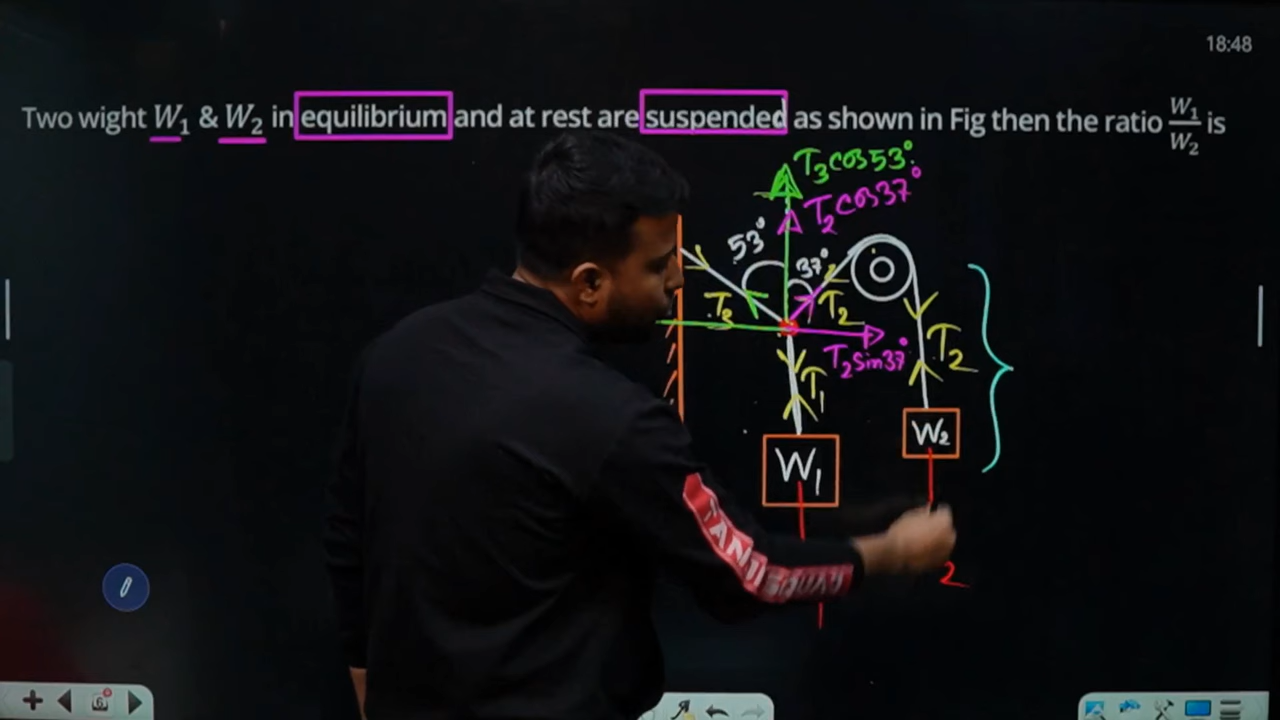 18:48
Two wight W₁ & W₂ in equilibrium and at rest are suspended as shown in Fig then the ratio W₁/W₂ is
T₃cos53°
T₂cos37°
53°
37°
T₃
T₂
T₂sin37°
T₂
T₁
W₂
W₁
2